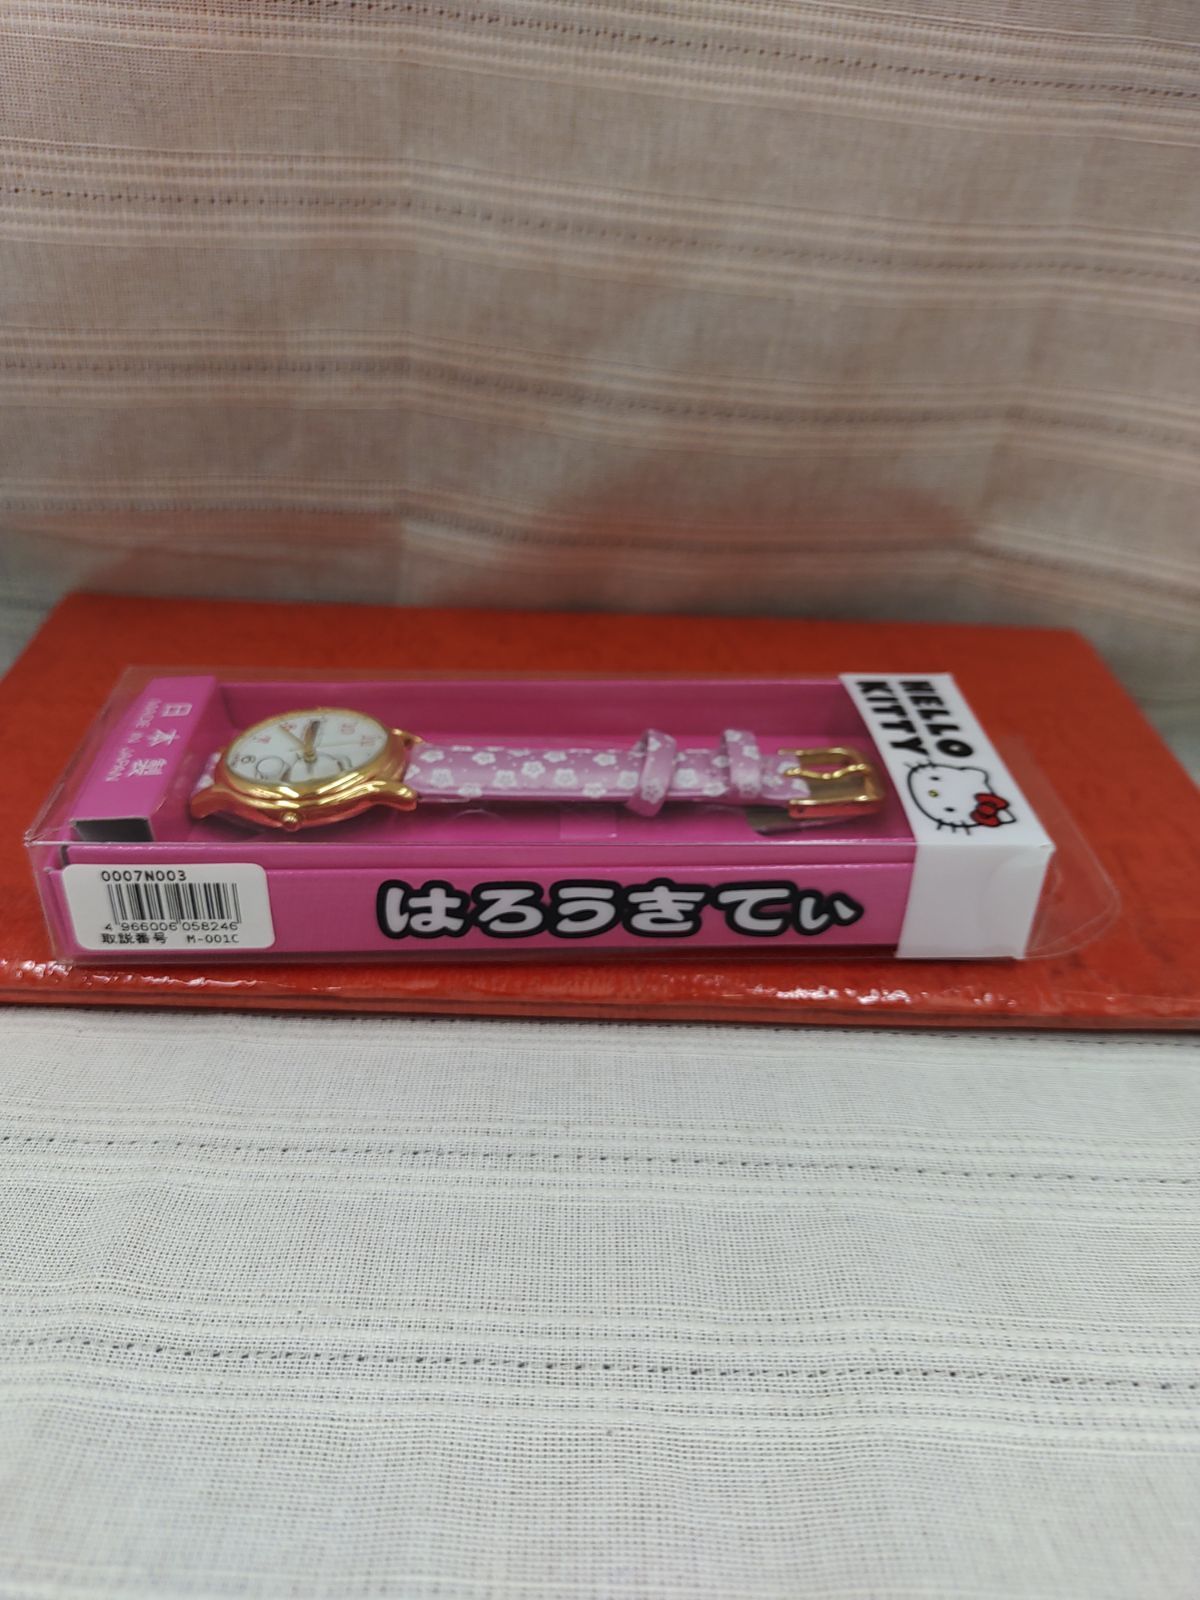 日本製
MADE IN JAPAN
HELLO
KITTY
0007N003
4 966006 058246
取説番号 M-001C
はろうきてぃ